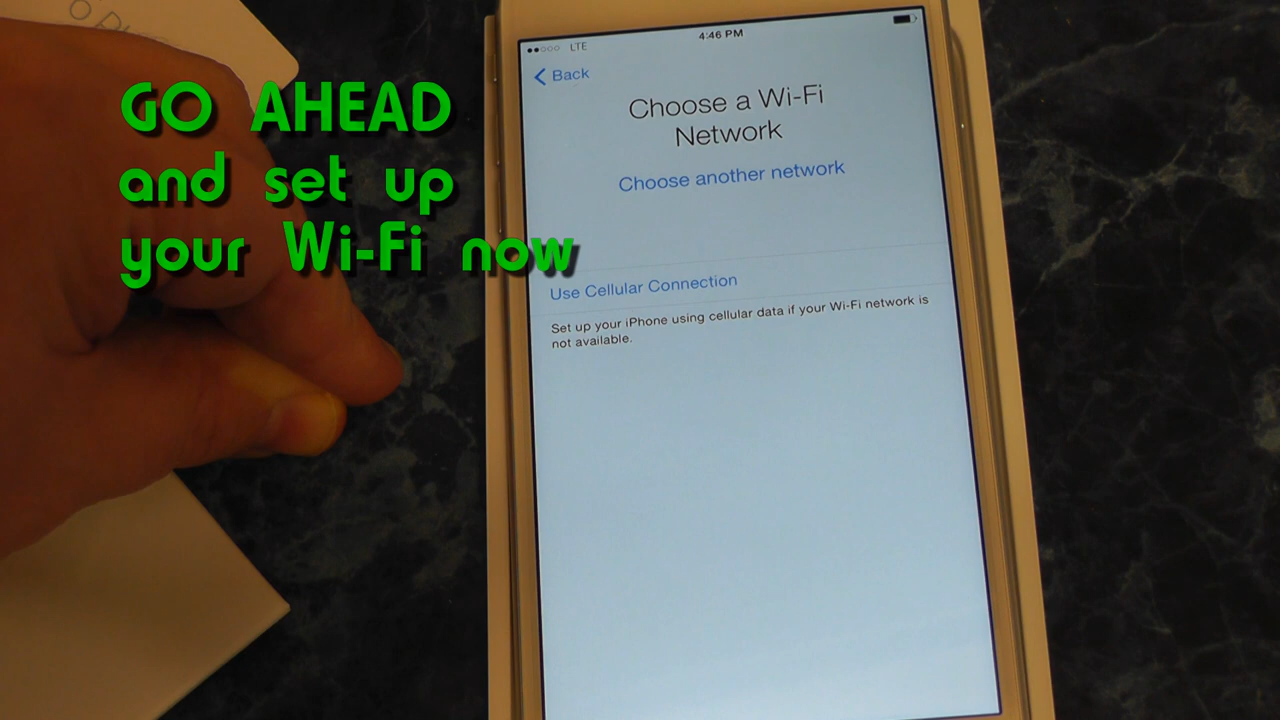 GO AHEAD
and set up
your Wi-Fi now
LTE
4:46 PM
Back
Choose a Wi-Fi
Network
Choose another network
Use Cellular Connection
Set up your iPhone using cellular data if your Wi-Fi network is
not available.